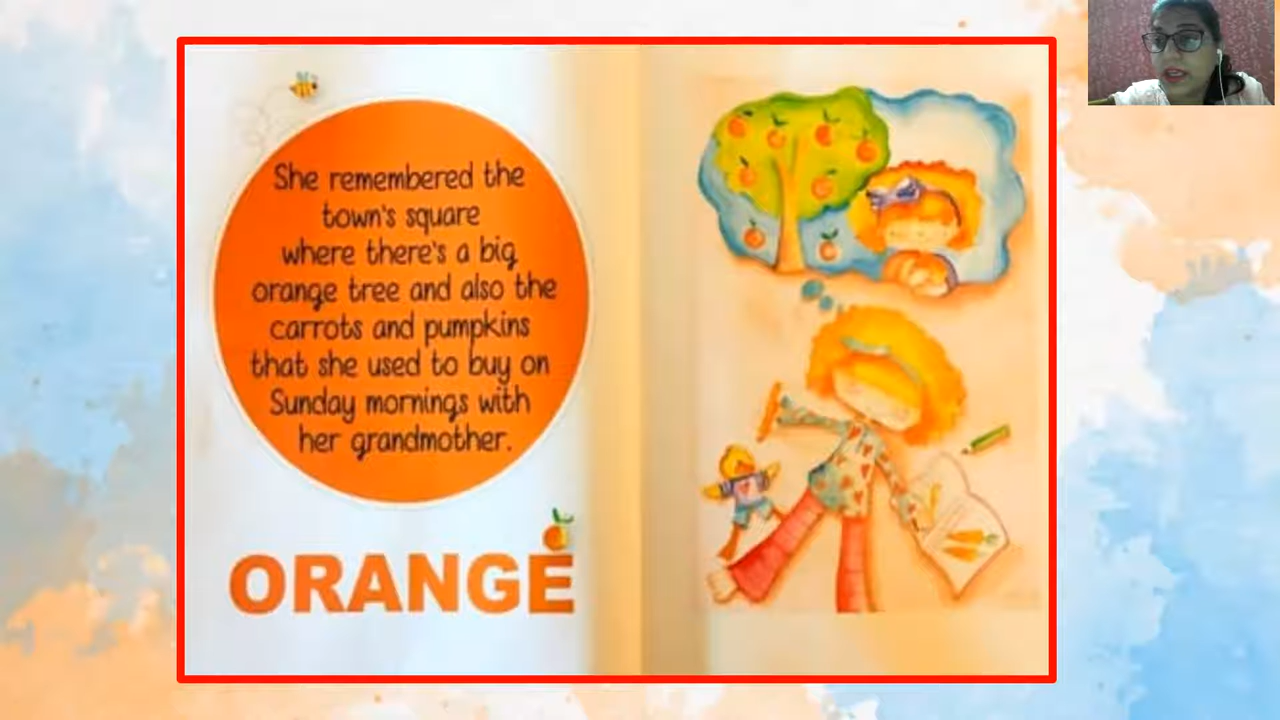 She remembered the
town's square
where there's a big
orange tree and also the
carrots and pumpkins
that she used to buy on
Sunday mornings with
her grandmother.
ORANGE